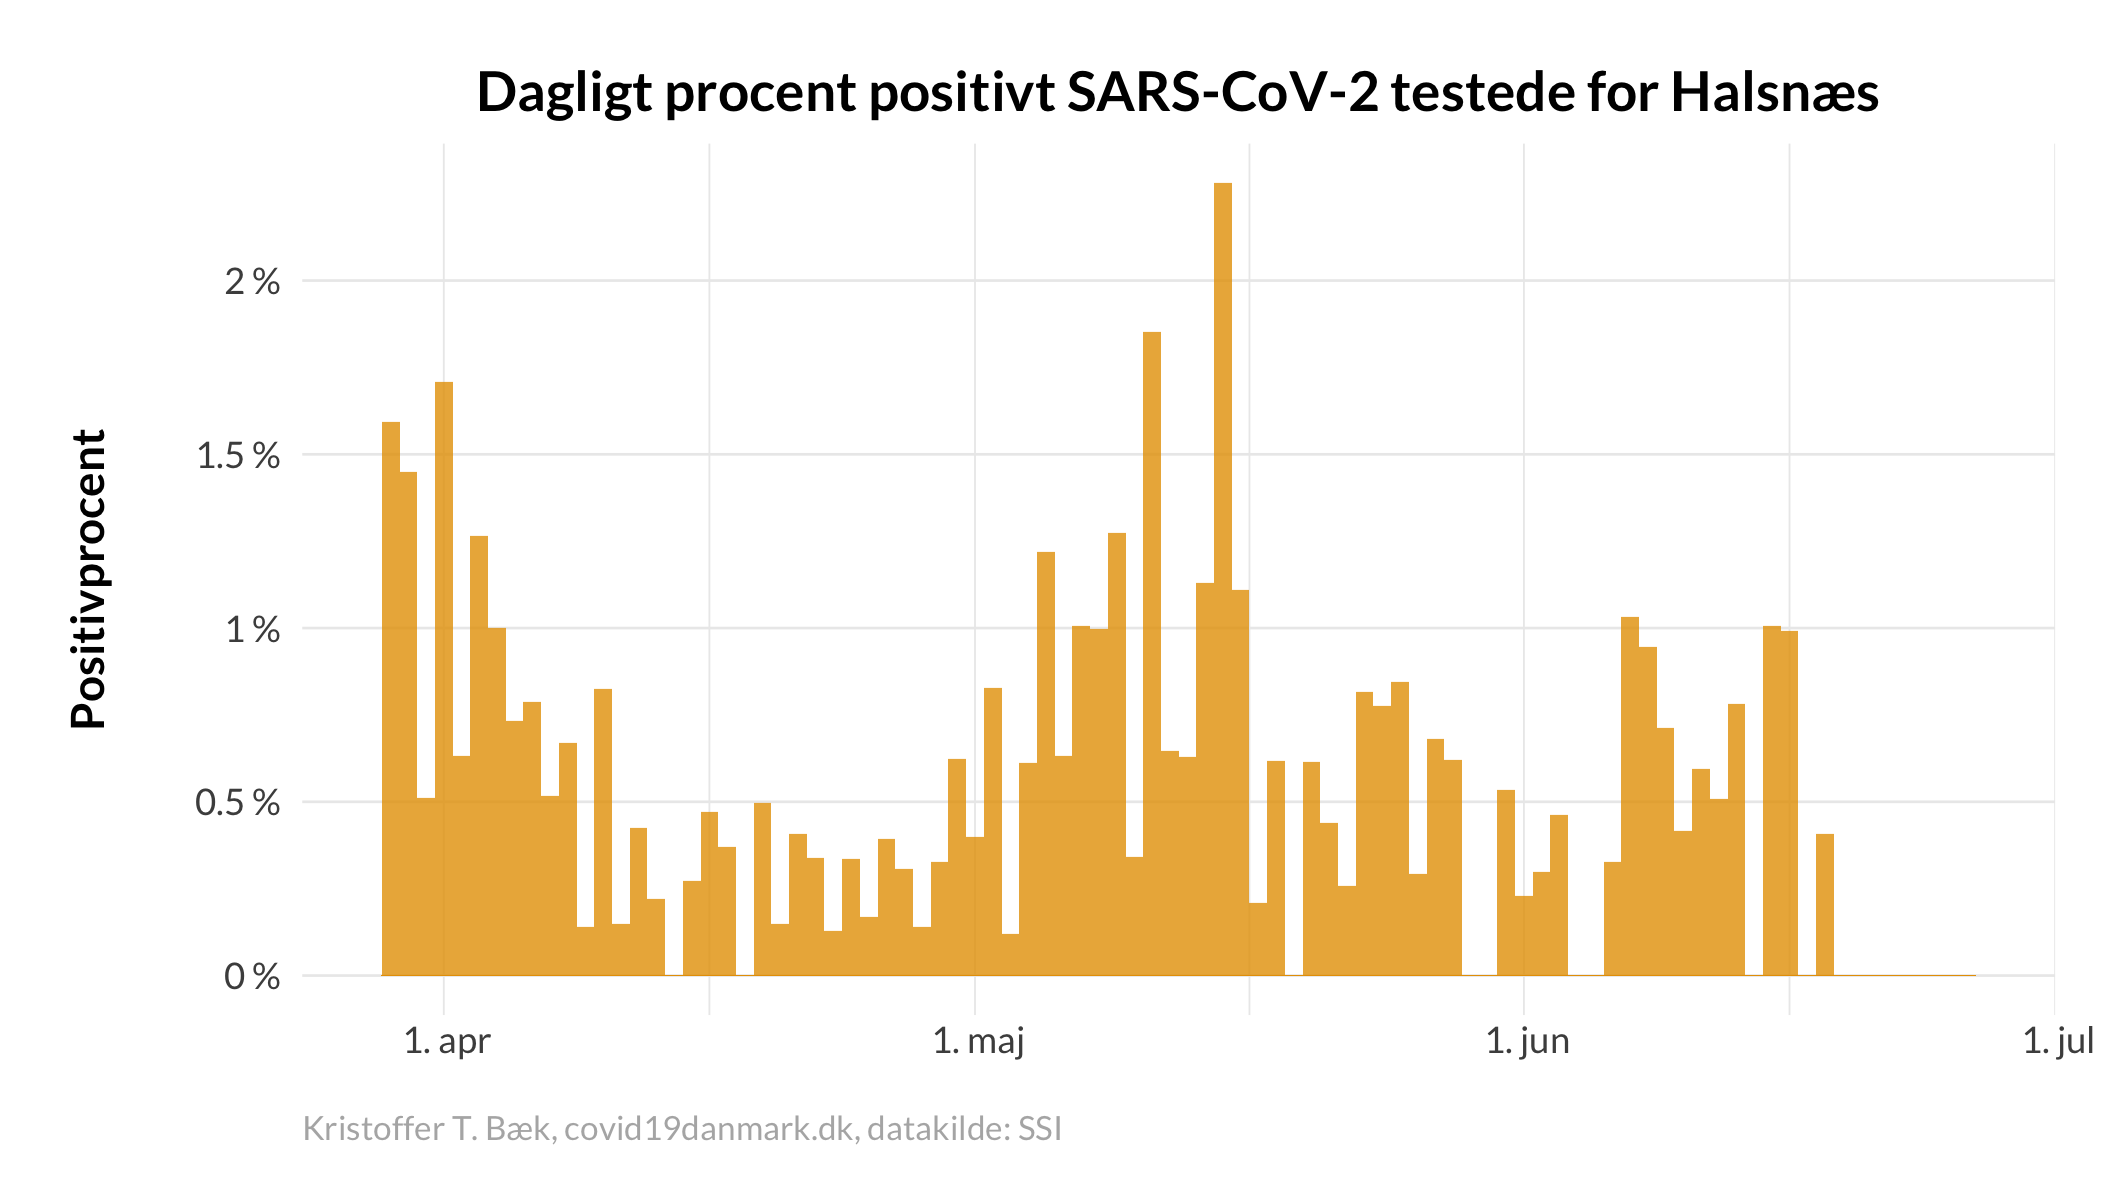 Dagligt procent positivt SARS-CoV-2 testede for Halsnæs
Positivprocent
2 %
1.5 %
1 %
0.5 %
0 %
1. apr
1. maj
1. jun
1. jul
Kristoffer T. Bæk, covid19danmark.dk, datakilde: SSI